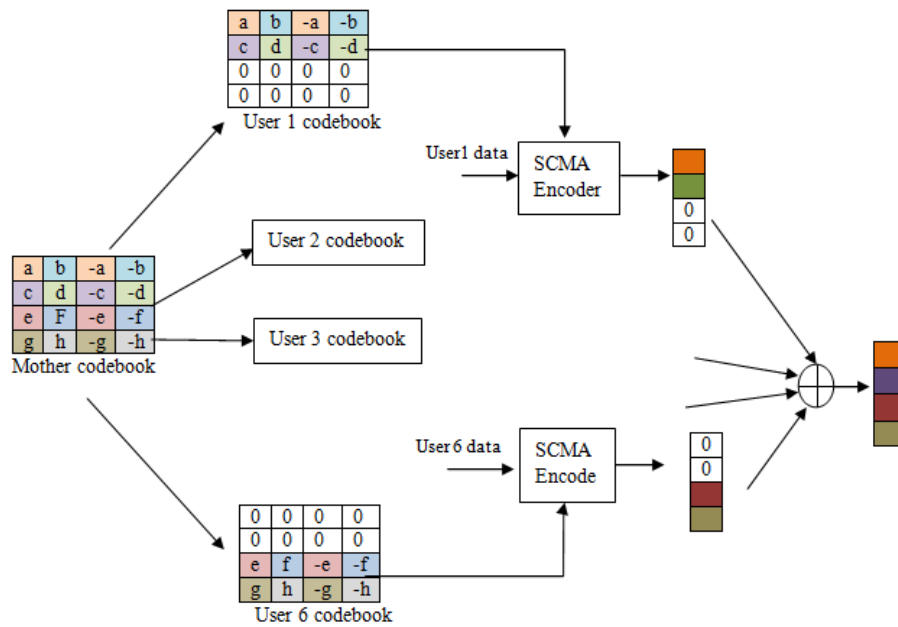 a b -a -b
c d -c -d
0 0 0 0
0 0 0 0
User 1 codebook
User1 data
SCMA
Encoder
0
0
User 2 codebook
a b -a -b
c d -c -d
e F -e -f
g h -g -h
Mother codebook
User 3 codebook
User 6 data
SCMA
Encode
0
0
0 0 0 0
0 0 0 0
e f -e -f
g h -g -h
User 6 codebook